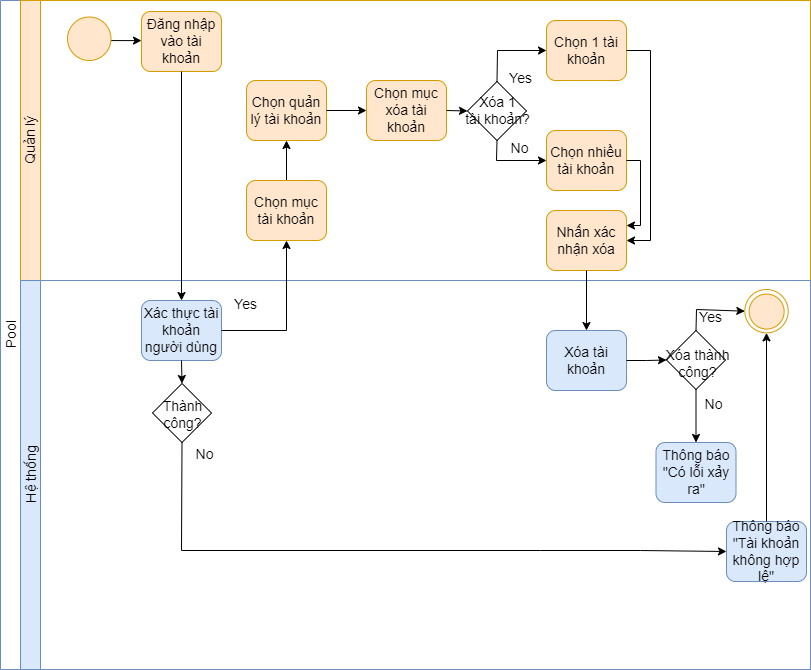 Pool
Quản lý
Hệ thống
Đăng nhập
vào tài
khoản
Chọn quản
lý tài khoản
Chọn mục
xóa tài
khoản
Xóa 1
tài khoản?
Yes
No
Chọn 1 tài
khoản
Chọn nhiều
tài khoản
Chọn mục
tài khoản
Nhấn xác
nhận xóa
Xác thực tài
khoản
người dùng
Yes
Thành
công?
No
Xóa tài
khoản
Xóa thành
công?
Yes
No
Thông báo
"Có lỗi xảy
ra"
Thông báo
"Tài khoản
không hợp
lệ"